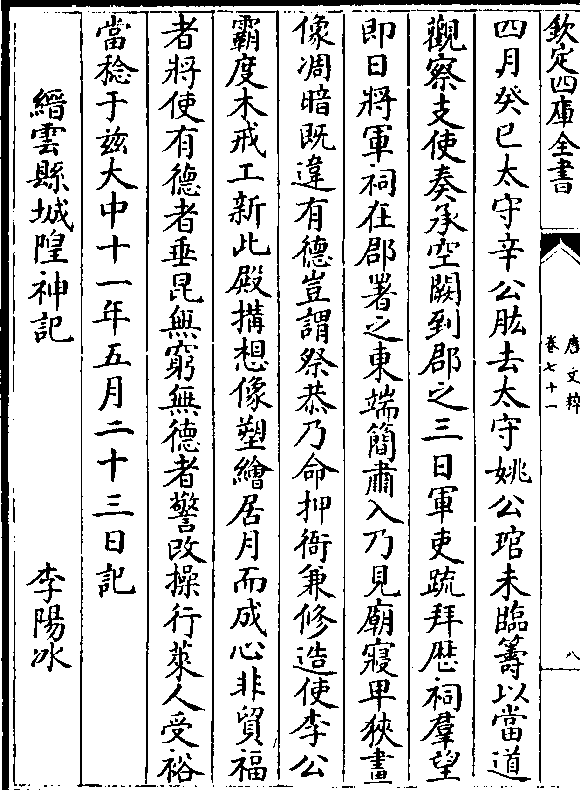 欽定四庫全書
唐文粹
卷七十一
八
四月癸巳太守辛公肱去太守姚公琯未臨籌以當道
觀察支使奏承空闕到郡之三日軍吏䟽拜歴祠羣望
即日將軍祠在郡署之東端簡肅入乃見廟寢甲狹畫
像凋暗既違有德豈謂祭恭乃命押衙兼修造使李公
霸度木戒工新此殿搆想像塑繪居月而成心非貿福
者將使有德者垂昆無窮無德者警改操行萊人受裕
當稔于兹大中十一年五月二十三日記
縉雲縣城隍神記 李陽冰